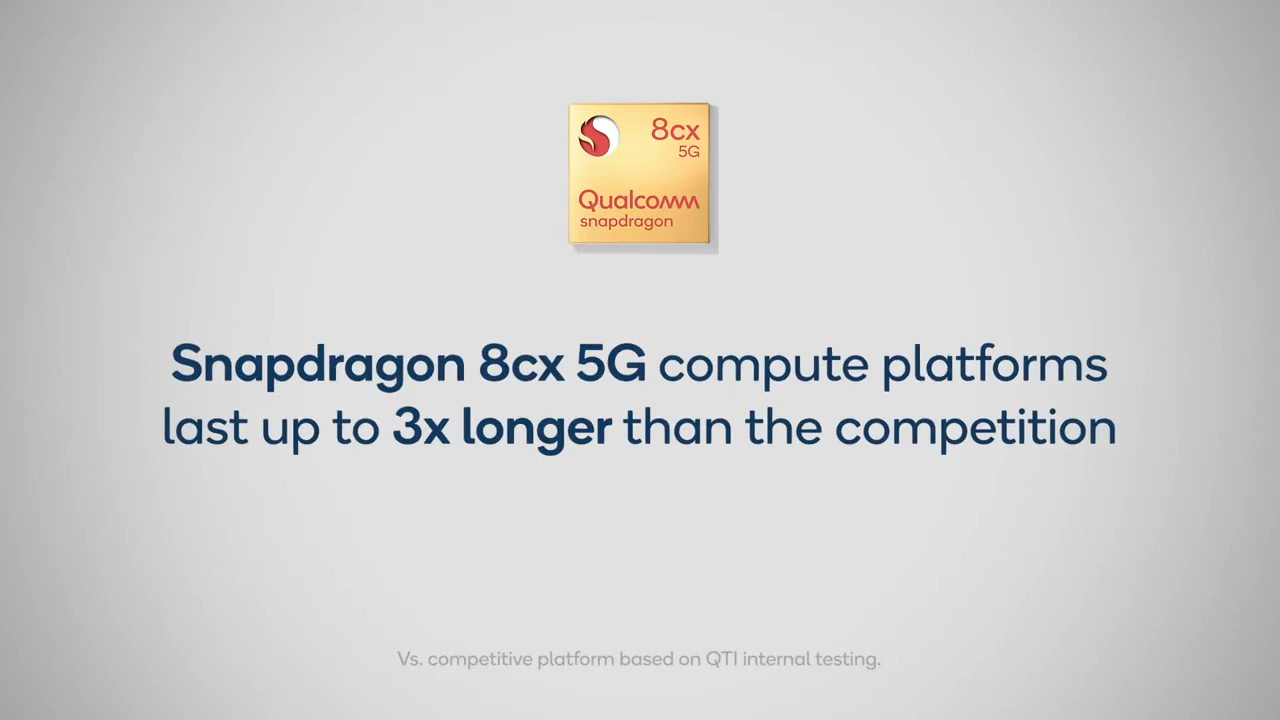 8cx
5G
Qualcomm
snapdragon
Snapdragon 8cx 5G compute platforms
last up to 3x longer than the competition
Vs. competitive platform based on QTI internal testing.